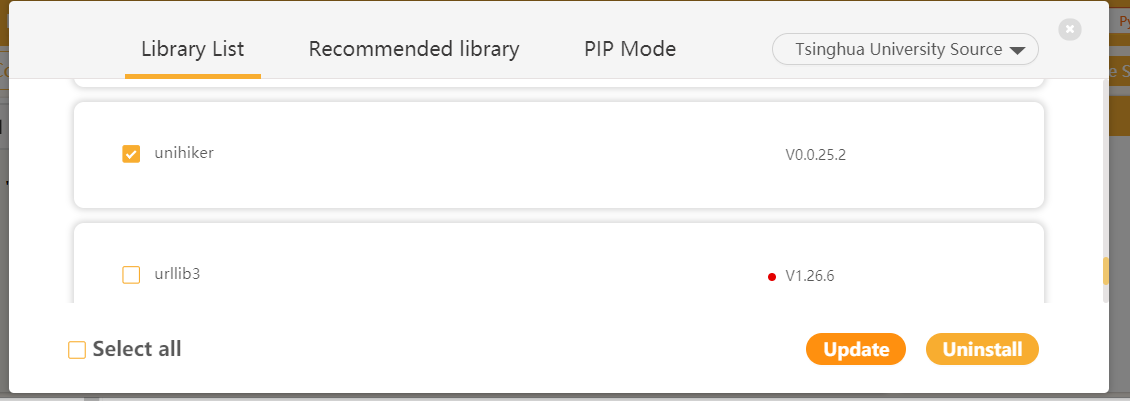 Library List
Recommended library
PIP Mode
Tsinghua University Source
unihiker
V0.0.25.2
urllib3
V1.26.6
Select all
Update
Uninstall